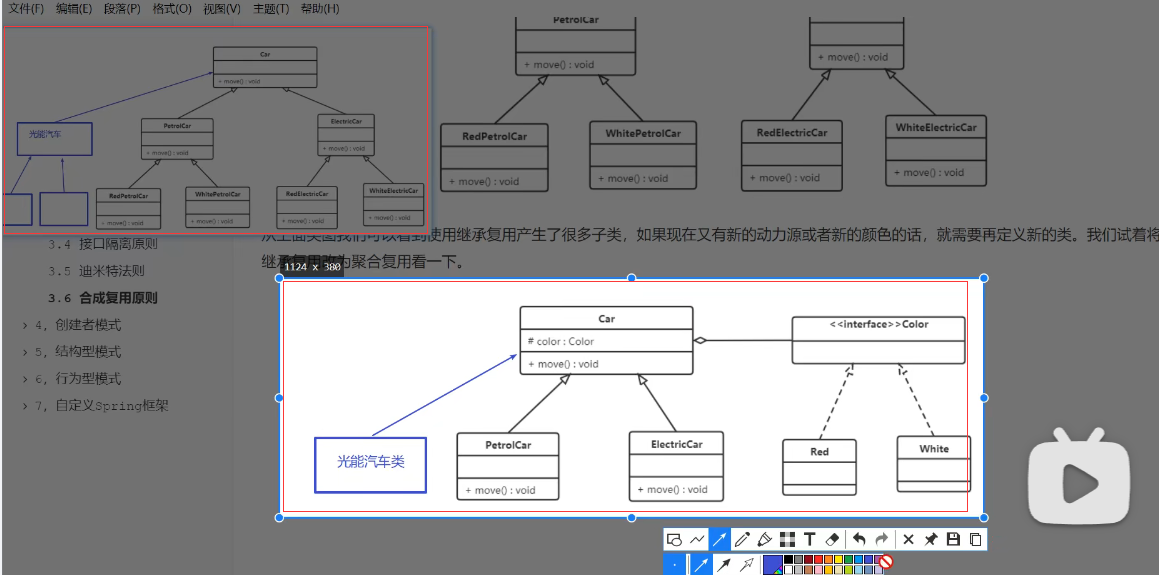 文件(F) 编辑(E) 段落(P) 格式(O) 视图(V) 主题(T) 帮助(H)
Car
+ move() : void
光能汽车
PetrolCar
+ move() : void
ElectricCar
+ move() : void
RedPetrolCar
+ move() : void
WhitePetrolCar
+ move() : void
RedElectricCar
+ move() : void
WhiteElectricCar
+ move() : void
PetrolCar
+ move() : void
+ move() : void
RedPetrolCar
+ move() : void
WhitePetrolCar
+ move() : void
RedElectricCar
+ move() : void
WhiteElectricCar
+ move() : void
3.4 接口隔离原则
3.5 迪米特法则
3.6 合成复用原则
> 4, 创建者模式
> 5, 结构型模式
> 6, 行为型模式
> 7, 自定义Spring框架
从上面类图我们可以看到使用继承复用产生了很多子类，如果现在又有新的动力源或者新的颜色的话，就需要再定义新的类。我们试着将
继承复用改为聚合复用看一下。
1124 x 380
Car
# color : Color
+ move() : void
<<interface>>Color
光能汽车类
PetrolCar
+ move() : void
ElectricCar
+ move() : void
Red
White
T